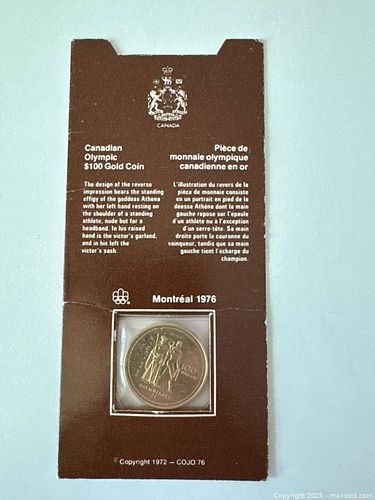 CANADA
Canadian
Olympic
$100 Gold Coin
The design of the reverse
impression bears the standing
effigy of the goddess Athena
with her left hand resting on
the shoulder of a standing
athlete, nude but for a
headband. In his raised
hand is the victor's garland,
and in his left the
victor's sash.
Pièce de
monnaie olympique
canadienne en or
L'illustration du revers de la
pièce de monnaie consiste
en un portrait en pied de la
deesse Athéna dont la main
gauche repose sur l'épaule
d'un athlète nu à l'exception
d'un serre-tête. Sa main
droite porte la couronne du
vainqueur, tandis que sa main
gauche tient l'écharpe du
champion.
Montréal 1976
100
DOLLARS
© Copyright 1972 — COJO 76
Copyright 2025 - maxsold.com